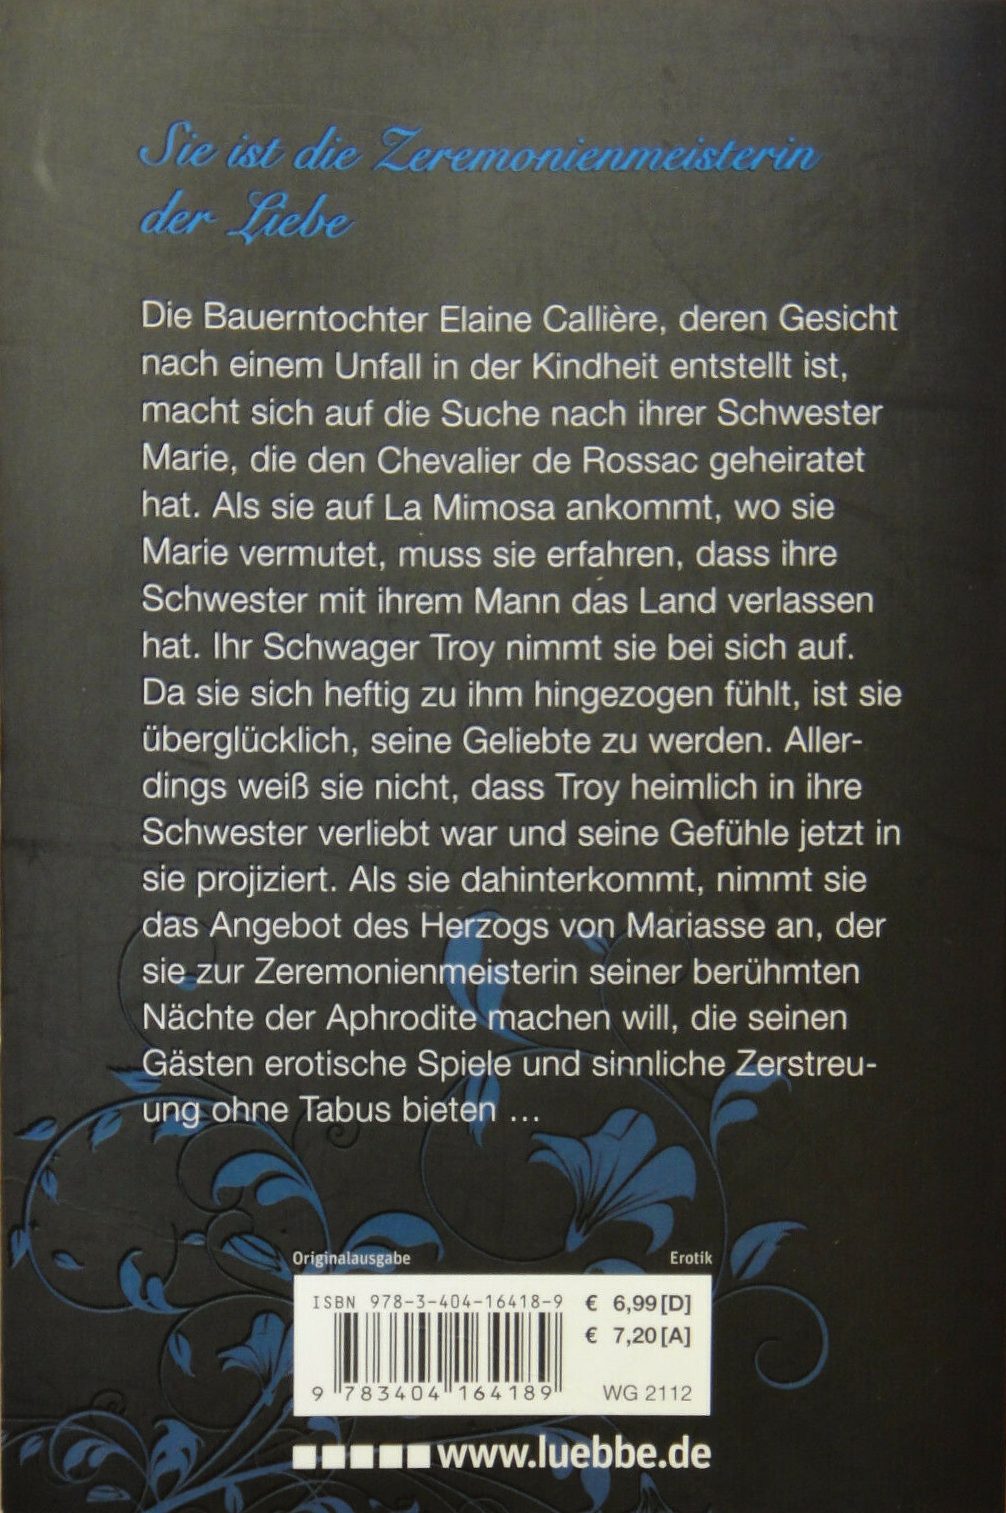 Sie ist die Zeremonienmeisterin
der Liebe
Die Bauerntochter Elaine Callière, deren Gesicht
nach einem Unfall in der Kindheit entstellt ist,
macht sich auf die Suche nach ihrer Schwester
Marie, die den Chevalier de Rossac geheiratet
hat. Als sie auf La Mimosa ankommt, wo sie
Marie vermutet, muss sie erfahren, dass ihre
Schwester mit ihrem Mann das Land verlassen
hat. Ihr Schwager Troy nimmt sie bei sich auf.
Da sie sich heftig zu ihm hingezogen fühlt, ist sie
überglücklich, seine Geliebte zu werden. Aller-
dings weiß sie nicht, dass Troy heimlich in ihre
Schwester verliebt war und seine Gefühle jetzt in
sie projiziert. Als sie dahinterkommt, nimmt sie
das Angebot des Herzogs von Mariasse an, der
sie zur Zeremonienmeisterin seiner berühmten
Nächte der Aphrodite machen will, die seinen
Gästen erotische Spiele und sinnliche Zerstreu-
ung ohne Tabus bieten ...
Originalausgabe Erotik
ISBN 978-3-404-16418-9 € 6,99[D]
€ 7,20[A]
9 783404 164189 WG 2112
www.luebbe.de